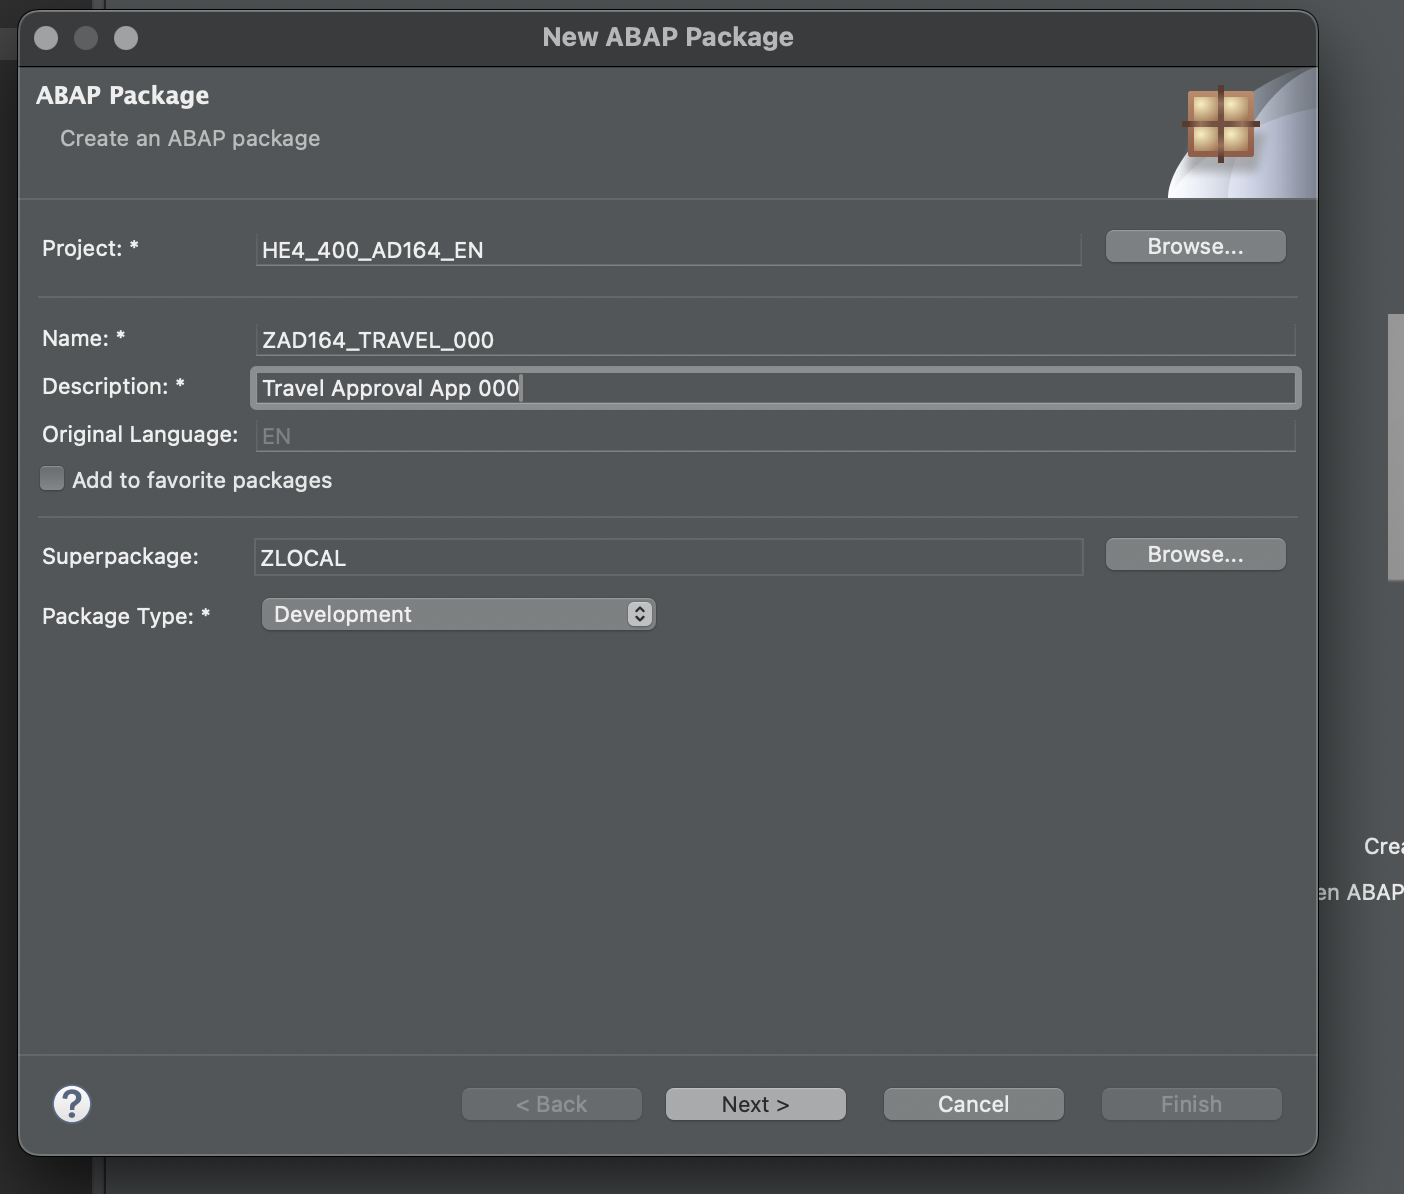 New ABAP Package
ABAP Package
Create an ABAP package
Project: * HE4_400_AD164_EN Browse...
Name: * ZAD164_TRAVEL_000
Description: * Travel Approval App 000
Original Language: EN
Add to favorite packages
Superpackage: ZLOCAL Browse...
Package Type: * Development
Crea
en ABAP
? < Back Next > Cancel Finish